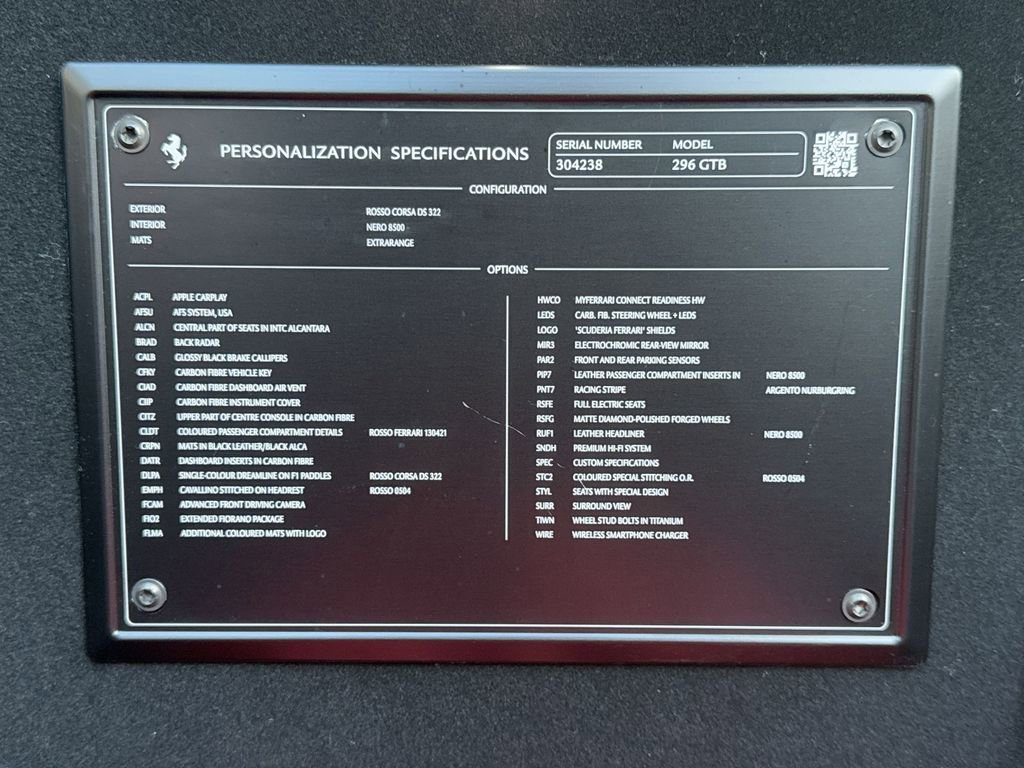 PERSONALIZATION SPECIFICATIONS
SERIAL NUMBER MODEL
304238 296 GTB
CONFIGURATION
EXTERIOR ROSSO CORSA DS 322
INTERIOR NERO 8500
MATS EXTRARANGE
OPTIONS
ACPL APPLE CARPLAY
AFSU AFS SYSTEM, USA
ALCN CENTRAL PART OF SEATS IN INTC ALCANTARA
BRAD BACK RADAR
CALB GLOSSY BLACK BRAKE CALLIPERS
CFKY CARBON FIBRE VEHICLE KEY
CIAD CARBON FIBRE DASHBOARD AIR VENT
CIIP CARBON FIBRE INSTRUMENT COVER
CITZ UPPER PART OF CENTRE CONSOLE IN CARBON FIBRE
CLDT COLOURED PASSENGER COMPARTMENT DETAILS ROSSO FERRARI 130421
CRPN MATS IN BLACK LEATHER/BLACK ALCA
DATR DASHBOARD INSERTS IN CARBON FIBRE
DLPA SINGLE-COLOUR DREAMLINE ON F1 PADDLES ROSSO CORSA DS 322
EMPH CAVALLINO STITCHED ON HEADREST ROSSO 0504
FCAM ADVANCED FRONT DRIVING CAMERA
FIO2 EXTENDED FIORANO PACKAGE
FLMA ADDITIONAL COLOURED MATS WITH LOGO
HWCO MYFERRARI CONNECT READINESS HW
LEDS CARB. FIB. STEERING WHEEL + LEDS
LOGO 'SCUDERIA FERRARI' SHIELDS
MIR3 ELECTROCHROMIC REAR-VIEW MIRROR
PAR2 FRONT AND REAR PARKING SENSORS
PIP7 LEATHER PASSENGER COMPARTMENT INSERTS IN NERO 8500
PNT7 RACING STRIPE ARGENTO NURBURGRING
RSFE FULL ELECTRIC SEATS
RSFG MATTE DIAMOND-POLISHED FORGED WHEELS
RUF1 LEATHER HEADLINER NERO 8500
SNDH PREMIUM HI-FI SYSTEM
SPEC CUSTOM SPECIFICATIONS
STC2 COLOURED SPECIAL STITCHING O.R. ROSSO 0504
STYL SEATS WITH SPECIAL DESIGN
SURR SURROUND VIEW
TIWN WHEEL STUD BOLTS IN TITANIUM
WIRE WIRELESS SMARTPHONE CHARGER